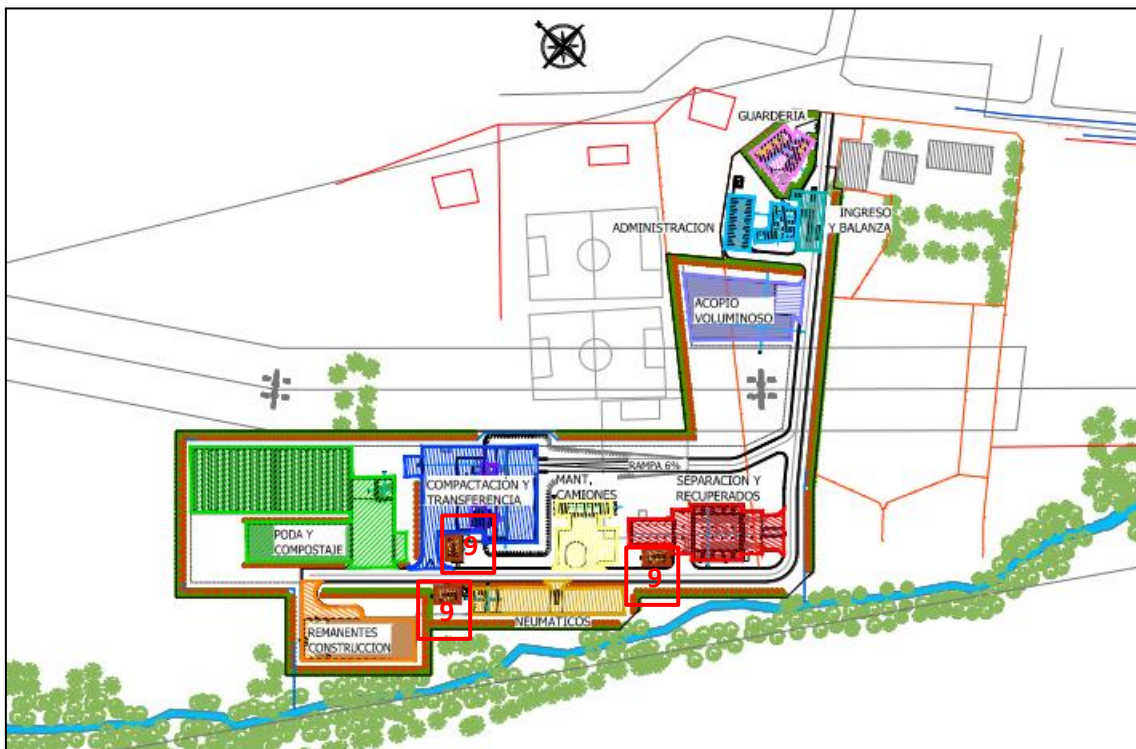 GUARDERIA
ADMINISTRACION
INGRESO
Y BALANZA
ACOPIO
VOLUMINOSO
RAMPA 6%
COMPACTACIÓN Y
TRANSFERENCIA
MANT.
CAMIONES
SEPARACION Y
RECUPERADOS
PODA Y
COMPOSTAJE
9
9
9
NEUMATICOS
REMANENTES
CONSTRUCCION